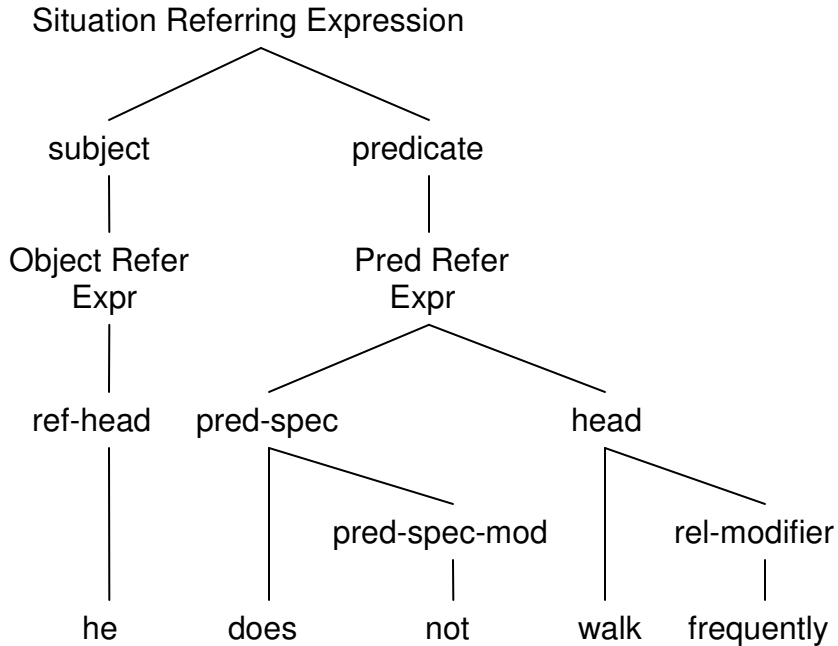 Situation Referring Expression
subject predicate
Object Refer Expr
Pred Refer Expr
ref-head pred-spec head
pred-spec-mod rel-modifier
he does not walk frequently